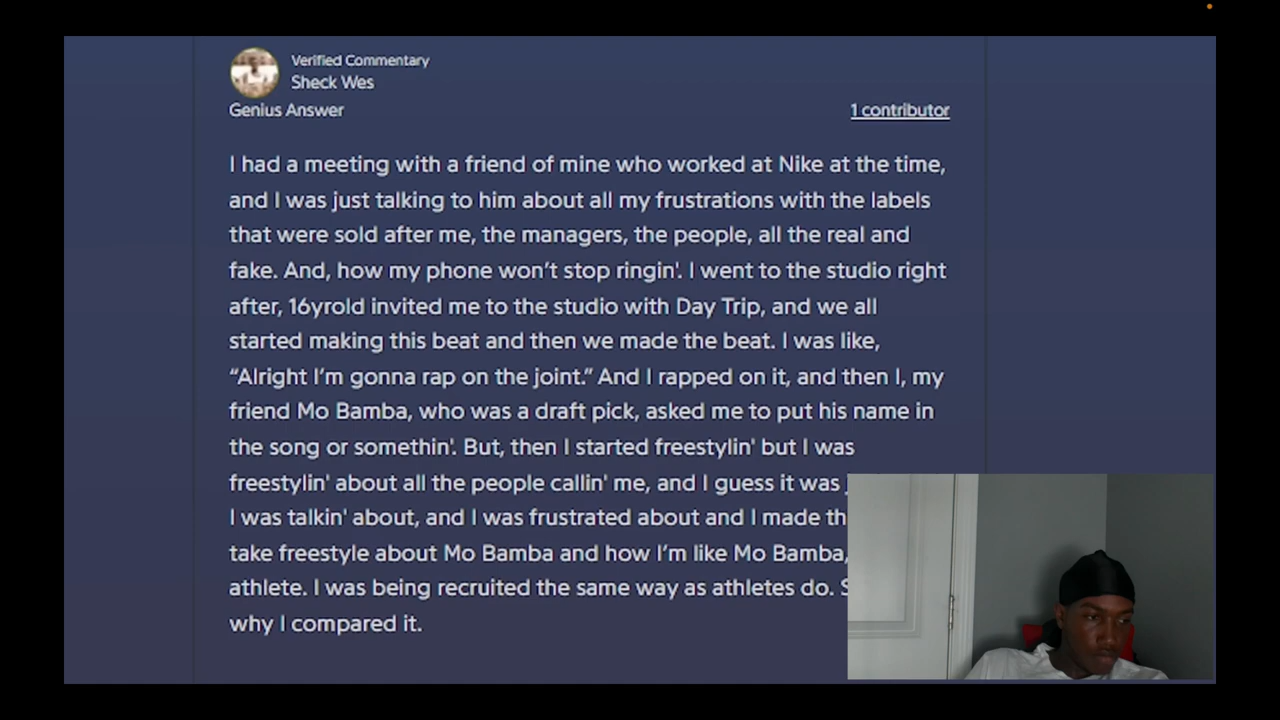 Verified Commentary
Sheck Wes
Genius Answer
1 contributor
I had a meeting with a friend of mine who worked at Nike at the time,
and I was just talking to him about all my frustrations with the labels
that were sold after me, the managers, the people, all the real and
fake. And, how my phone won't stop ringin'. I went to the studio right
after, 16yrold invited me to the studio with Day Trip, and we all
started making this beat and then we made the beat. I was like,
“Alright I'm gonna rap on the joint.” And I rapped on it, and then I, my
friend Mo Bamba, who was a draft pick, asked me to put his name in
the song or somethin'. But, then I started freestylin' but I was
freestylin' about all the people callin' me, and I guess it was
I was talkin' about, and I was frustrated about and I made th
take freestyle about Mo Bamba and how I'm like Mo Bamba,
athlete. I was being recruited the same way as athletes do. S
why I compared it.